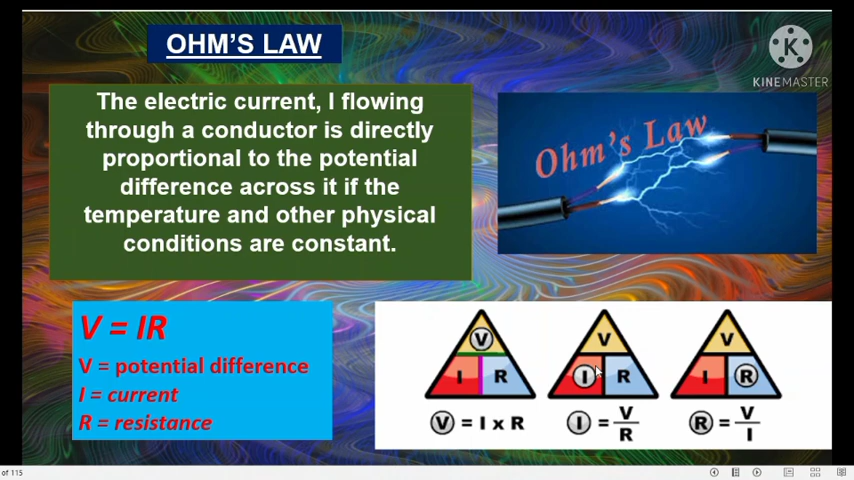 OHM'S LAW
KINEMASTER
The electric current, I flowing
through a conductor is directly
proportional to the potential
difference across it if the
temperature and other physical
conditions are constant.
Ohm's Law
V = IR
V = potential difference
I = current
R = resistance
V
I R
V = I x R
V
I R
I = V/R
V
I R
R = V/I
K
of 115